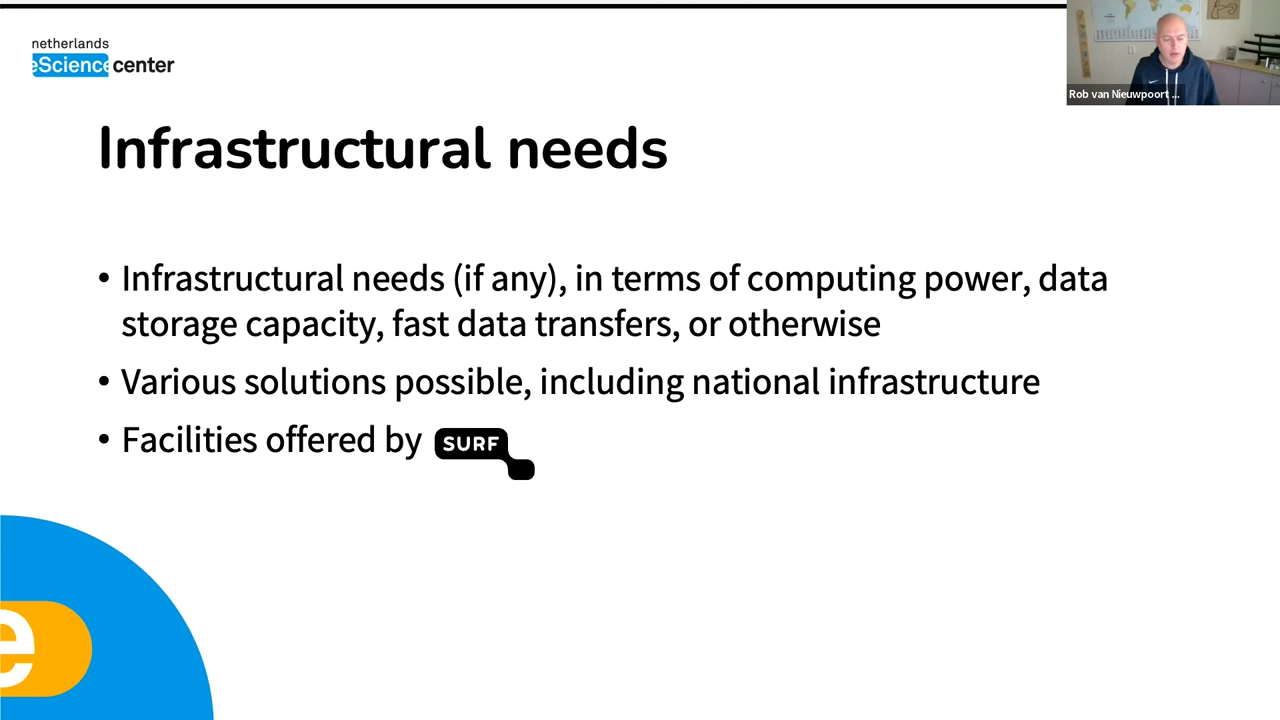 netherlands
eScience center
Rob van Nieuwpoort ...
Infrastructural needs
• Infrastructural needs (if any), in terms of computing power, data
storage capacity, fast data transfers, or otherwise
• Various solutions possible, including national infrastructure
• Facilities offered by SURF
e